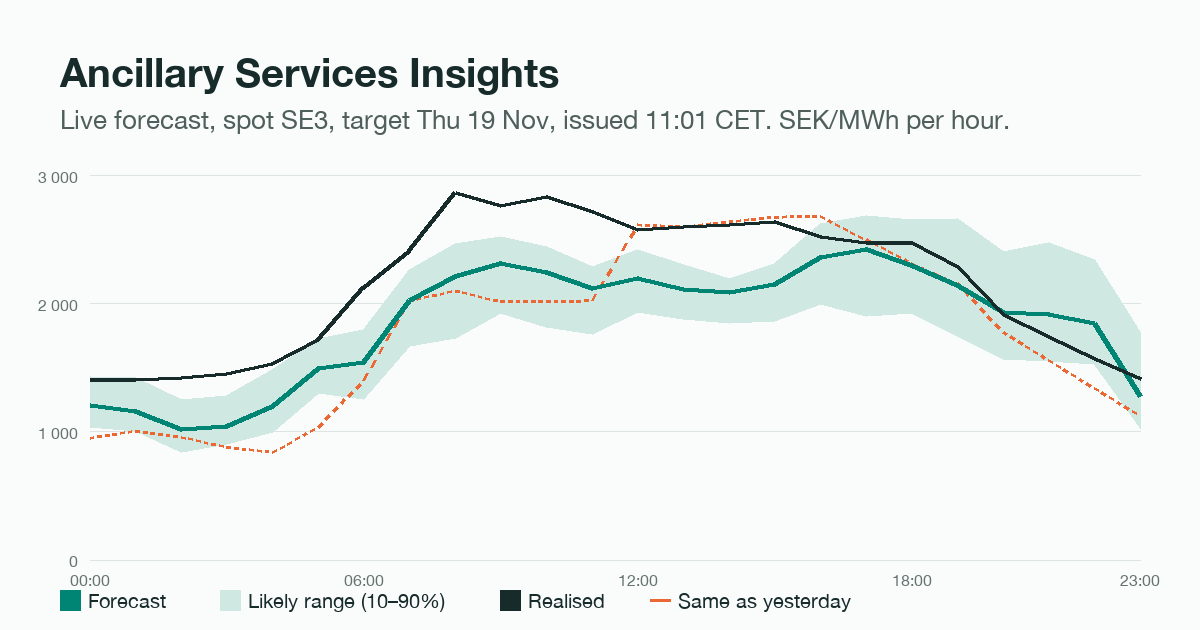 Ancillary Services Insights
Live forecast, spot SE3, target Thu 19 Nov, issued 11:01 CET. SEK/MWh per hour.
3 000
2 000
1 000
0
00:00 06:00 12:00 18:00 23:00
Forecast Likely range (10–90%) Realised Same as yesterday